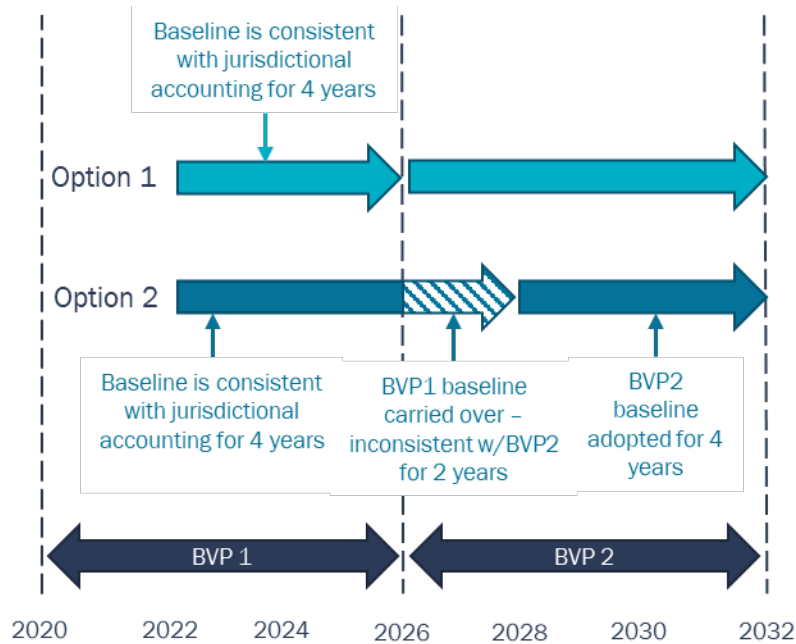 Baseline is consistent
with jurisdictional
accounting for 4 years
Option 1
Option 2
Baseline is consistent
with jurisdictional
accounting for 4 years
BVP1 baseline
carried over –
inconsistent w/BVP2
for 2 years
BVP2
baseline
adopted for 4
years
BVP 1
BVP 2
2020
2022
2024
2026
2028
2030
2032